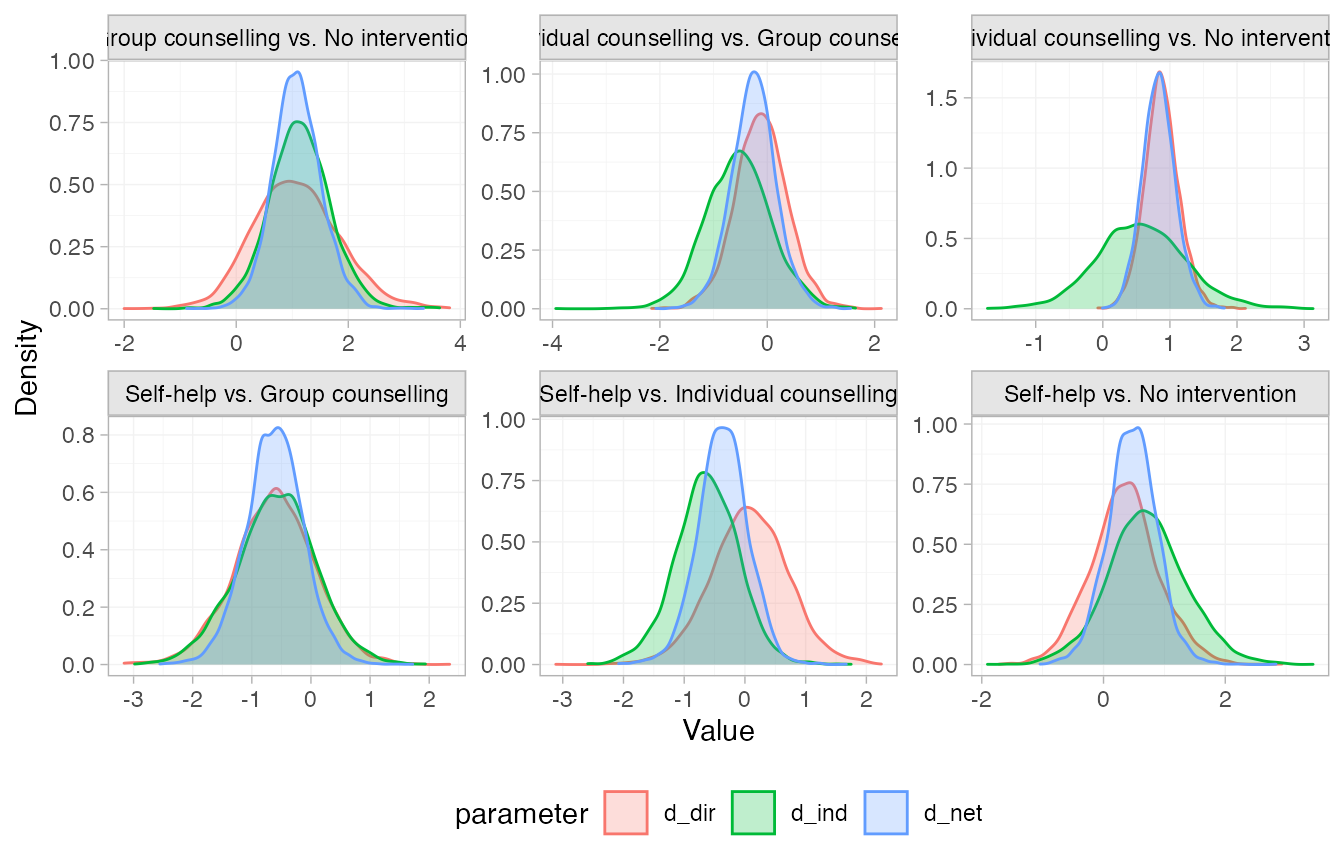 Group counselling vs. No interventio
vidual counselling vs. Group counse
ividual counselling vs. No intervent
1.00
0.75
0.50
0.25
0.00
-2 0 2 4
1.00
0.75
0.50
0.25
0.00
-4 -2 0 2
1.5
1.0
0.5
0.0
-1 0 1 2 3
Density
Self-help vs. Group counselling
Self-help vs. Individual counselling
Self-help vs. No intervention
0.8
0.6
0.4
0.2
0.0
-3 -2 -1 0 1 2
1.00
0.75
0.50
0.25
0.00
-3 -2 -1 0 1 2
1.00
0.75
0.50
0.25
0.00
-2 0 2
Value
parameter d_dir d_ind d_net